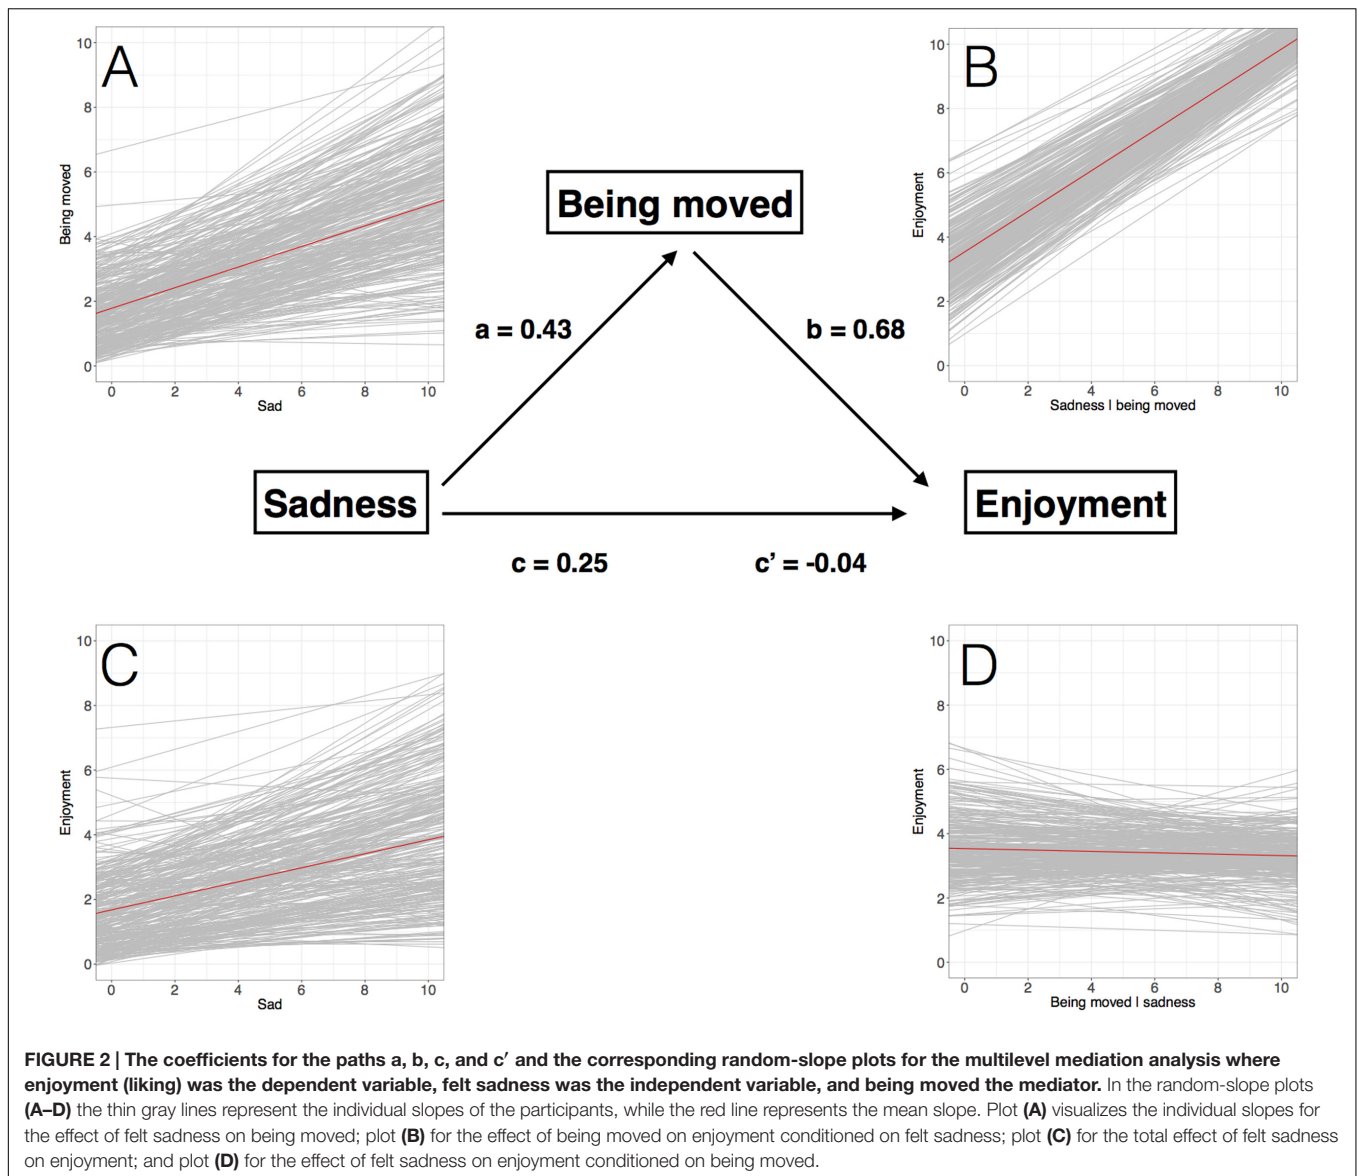 A
10
8
6
4
2
0
Being moved
0 2 4 6 8 10
Sad
B
10
8
6
4
2
0
Enjoyment
0 2 4 6 8 10
Sadness | being moved
Being moved
a = 0.43
b = 0.68
Sadness
Enjoyment
c = 0.25
c’ = -0.04
C
10
8
6
4
2
0
Enjoyment
0 2 4 6 8 10
Sad
D
10
8
6
4
2
0
Enjoyment
0 2 4 6 8 10
Being moved | sadness
FIGURE 2 | The coefficients for the paths a, b, c, and c′ and the corresponding random-slope plots for the multilevel mediation analysis where
enjoyment (liking) was the dependent variable, felt sadness was the independent variable, and being moved the mediator. In the random-slope plots
(A–D) the thin gray lines represent the individual slopes of the participants, while the red line represents the mean slope. Plot (A) visualizes the individual slopes for
the effect of felt sadness on being moved; plot (B) for the effect of being moved on enjoyment conditioned on felt sadness; plot (C) for the total effect of felt sadness
on enjoyment; and plot (D) for the effect of felt sadness on enjoyment conditioned on being moved.